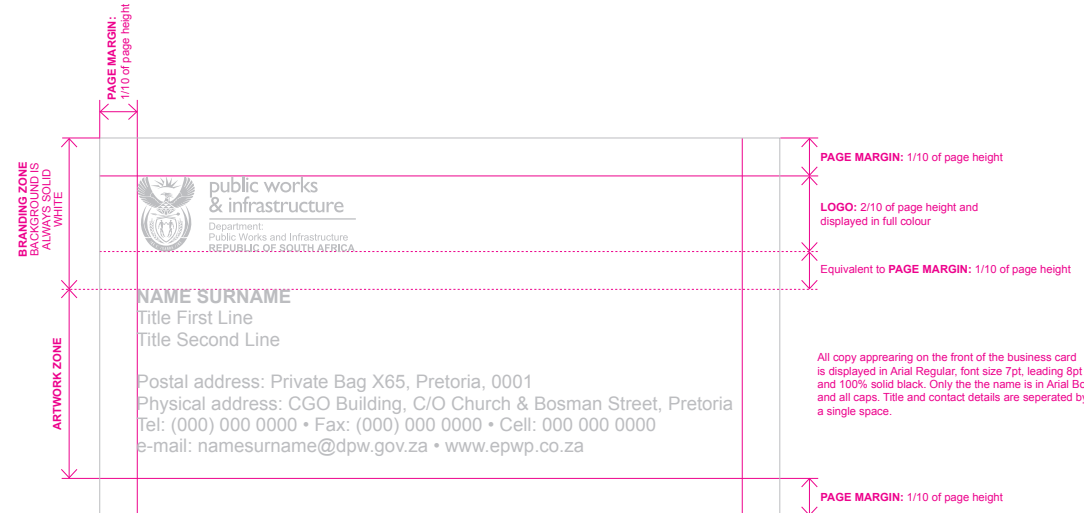 PAGE MARGIN:
1/10 of page height
BRANDING ZONE
BACKGROUND IS
ALWAYS SOLID
WHITE
public works
& infrastructure
Department:
Public Works and Infrastructure
REPUBLIC OF SOUTH AFRICA
PAGE MARGIN: 1/10 of page height
LOGO: 2/10 of page height and
displayed in full colour
Equivalent to PAGE MARGIN: 1/10 of page height
ARTWORK ZONE
NAME SURNAME
Title First Line
Title Second Line
Postal address: Private Bag X65, Pretoria, 0001
Physical address: CGO Building, C/O Church & Bosman Street, Pretoria
Tel: (000) 000 0000 • Fax: (000) 000 0000 • Cell: 000 000 0000
e-mail: namesurname@dpw.gov.za • www.epwp.co.za
All copy apprearing on the front of the business card
is displayed in Arial Regular, font size 7pt, leading 8pt
and 100% solid black. Only the the name is in Arial Bo
and all caps. Title and contact details are seperated by
a single space.
PAGE MARGIN: 1/10 of page height